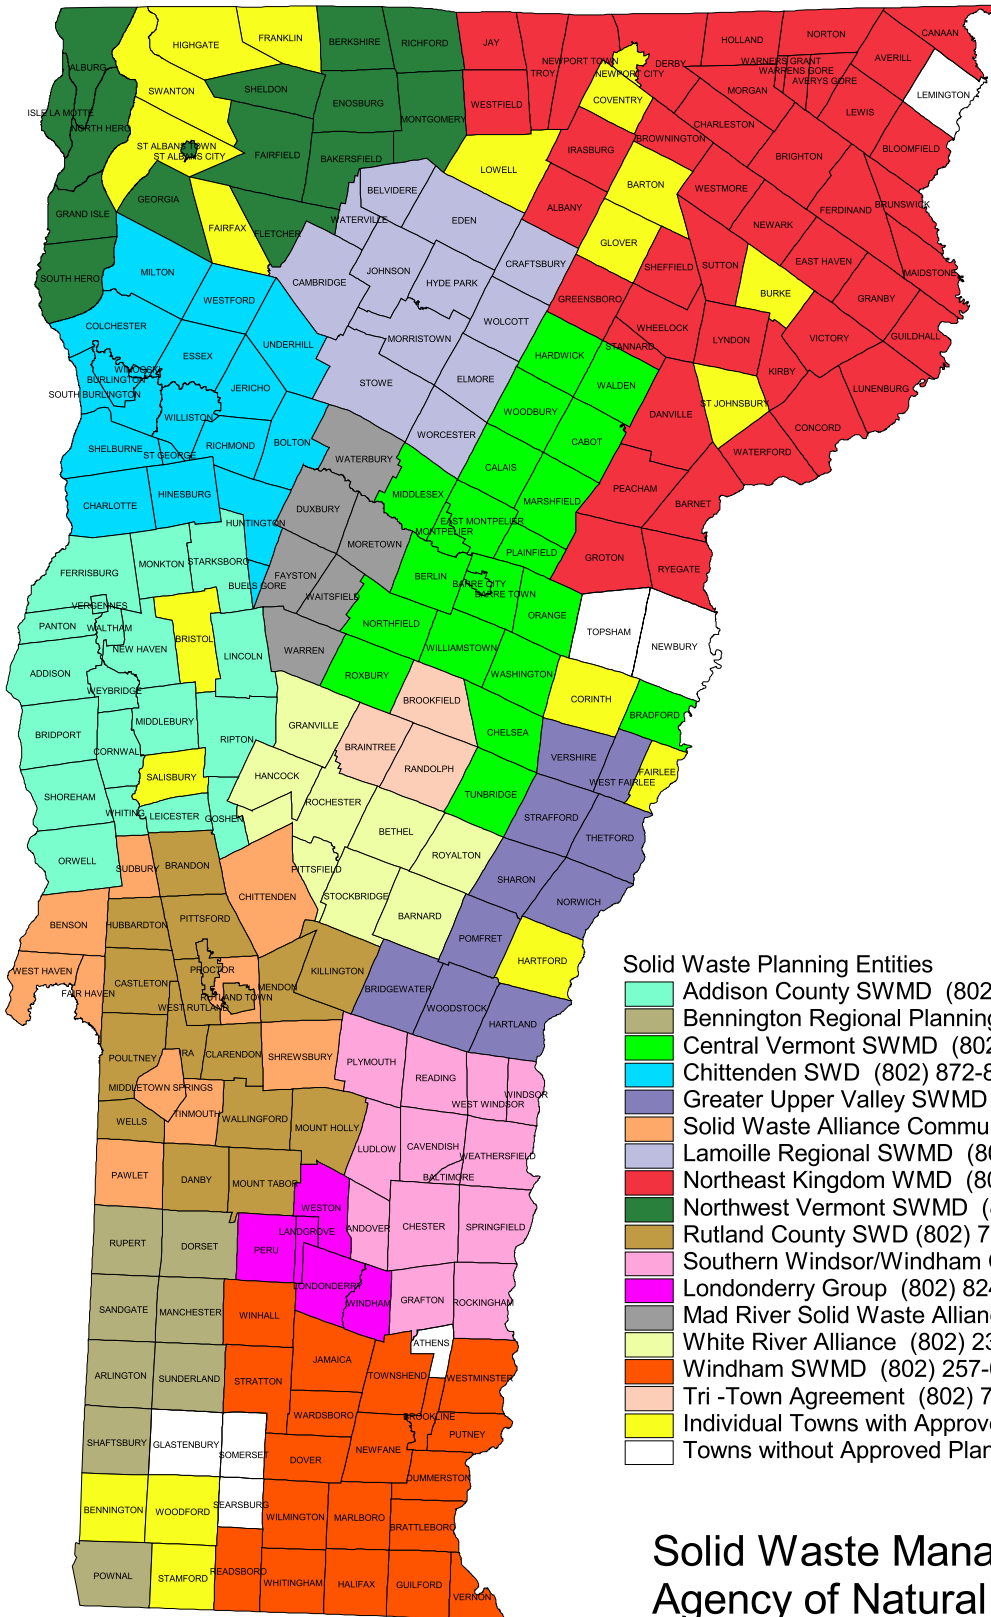 HIGHGATE
FRANKLIN
BERKSHIRE
RICHFORD
JAY
NEWPORT TOWN
TROY
NEWPORT CITY
DERBY
HOLLAND
NORTON
WARNERS GRANT
WARRENS GORE
AVERYS GORE
AVERILL
CANAAN
LEMINGTON
ALBURG
ISLE LA MOTTE
NORTH HERO
SWANTON
SHELDON
ENOSBURG
MONTGOMERY
WESTFIELD
COVENTRY
MORGAN
CHARLESTON
LEWIS
BLOOMFIELD
ST ALBANS TOWN
ST ALBANS CITY
FAIRFIELD
BAKERSFIELD
LOWELL
IRASBURG
BROWNINGTON
BRIGHTON
GRAND ISLE
GEORGIA
FAIRFAX
FLETCHER
BELVIDERE
WATERVILLE
EDEN
ALBANY
BARTON
WESTMORE
NEWARK
FERDINAND
BRUNSWICK
SOUTH HERO
MILTON
WESTFORD
CAMBRIDGE
JOHNSON
HYDE PARK
CRAFTSBURY
GLOVER
SHEFFIELD
SUTTON
BURKE
EAST HAVEN
GRANBY
MAIDSTONE
COLCHESTER
ESSEX
UNDERHILL
MORRISTOWN
WOLCOTT
GREENSBORO
WHEELOCK
STANNARD
LYNDON
VICTORY
GUILDHALL
WINOOSKI
BURLINGTON
SOUTH BURLINGTON
JERICHO
STOWE
ELMORE
HARDWICK
WALDEN
KIRBY
LUNENBURG
WILLISTON
SHELBURNE
ST GEORGE
RICHMOND
BOLTON
WORCESTER
WOODBURY
CABOT
DANVILLE
ST JOHNSBURY
CONCORD
WATERFORD
WATERBURY
CALAIS
CHARLOTTE
HINESBURG
HUNTINGTON
DUXBURY
MIDDLESEX
MARSHFIELD
PEACHAM
BARNET
EAST MONTPELIER
MONTPELIER
MORETOWN
PLAINFIELD
GROTON
RYEGATE
FERRISBURG
MONKTON
STARKSBORO
BUELS GORE
FAYSTON
WAITSFIELD
BERLIN
BARRE CITY
BARRE TOWN
ORANGE
VERGENNES
PANTON
WALTHAM
NEW HAVEN
BRISTOL
LINCOLN
WARREN
NORTHFIELD
WILLIAMSTOWN
TOPSHAM
NEWBURY
ADDISON
WEYBRIDGE
ROXBURY
WASHINGTON
CORINTH
BRADFORD
BRIDPORT
MIDDLEBURY
CORNWAL
RIPTON
GRANVILLE
BROOKFIELD
BRAINTREE
CHELSEA
VERSHIRE
WEST FAIRLEE
FAIRLEE
SHOREHAM
SALISBURY
HANCOCK
RANDOLPH
TUNBRIDGE
WHITING
LEICESTER
GOSHEN
ROCHESTER
BETHEL
STRAFFORD
THETFORD
ORWELL
SUDBURY
BRANDON
PITTSFIELD
ROYALTON
SHARON
CHITTENDEN
STOCKBRIDGE
BARNARD
NORWICH
BENSON
HUBBARDTON
PITTSFORD
POMFRET
HARTFORD
WEST HAVEN
FAIR HAVEN
CASTLETON
PROCTOR
RUTLAND TOWN
WEST RUTLAND
MENDON
KILLINGTON
BRIDGEWATER
WOODSTOCK
HARTLAND
POULTNEY
IRA
CLARENDON
SHREWSBURY
PLYMOUTH
READING
WEST WINDSOR
WINDSOR
MIDDLETOWN SPRINGS
TINMOUTH
WELLS
WALLINGFORD
MOUNT HOLLY
LUDLOW
CAVENDISH
WEATHERSFIELD
BALTIMORE
PAWLET
DANBY
MOUNT TABOR
WESTON
ANDOVER
CHESTER
SPRINGFIELD
RUPERT
DORSET
PERU
LANDGROVE
LONDONDERRY
WINDHAM
GRAFTON
ROCKINGHAM
SANDGATE
MANCHESTER
WINHALL
ATHENS
ARLINGTON
SUNDERLAND
STRATTON
JAMAICA
TOWNSHEND
WESTMINSTER
WARDSBORO
BROOKLINE
SHAFTSBURY
GLASTENBURY
SOMERSET
DOVER
NEWFANE
PUTNEY
DUMMERSTON
BENNINGTON
WOODFORD
SEARSBURG
WILMINGTON
MARLBORO
BRATTLEBORO
POWNAL
STAMFORD
READSBORO
WHITINGHAM
HALIFAX
GUILFORD
VERNON
Solid Waste Planning Entities
Addison County SWMD (802
Bennington Regional Planning
Central Vermont SWMD (802
Chittenden SWD (802) 872-8
Greater Upper Valley SWMD
Solid Waste Alliance Commu
Lamoille Regional SWMD (80
Northeast Kingdom WMD (80
Northwest Vermont SWMD (
Rutland County SWD (802) 7
Southern Windsor/Windham C
Londonderry Group (802) 824
Mad River Solid Waste Allianc
White River Alliance (802) 23
Windham SWMD (802) 257-
Tri -Town Agreement (802) 7
Individual Towns with Approve
Towns without Approved Plan
Solid Waste Mana
Agency of Natural